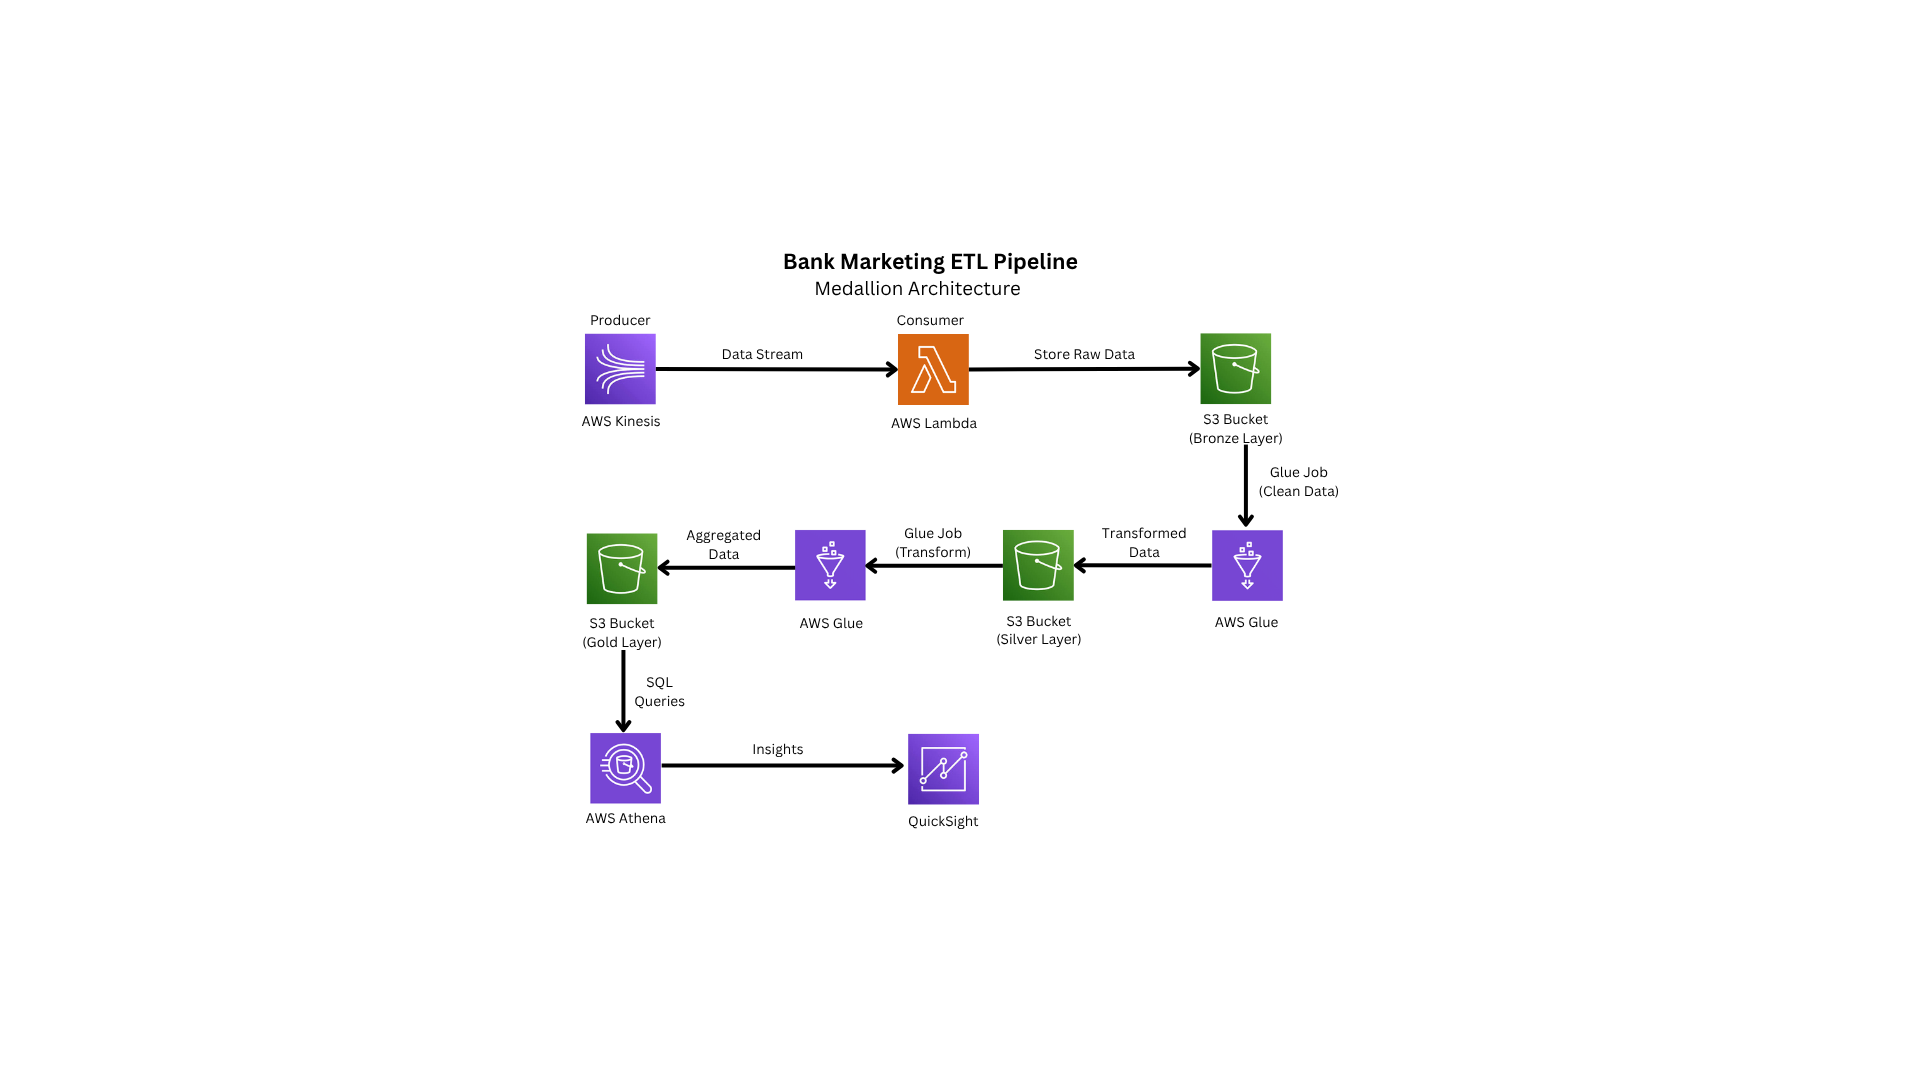 Bank Marketing ETL Pipeline
Medallion Architecture
Producer
Consumer
Data Stream
Store Raw Data
AWS Kinesis
AWS Lambda
S3 Bucket
(Bronze Layer)
Glue Job
(Clean Data)
Aggregated
Data
Glue Job
(Transform)
Transformed
Data
S3 Bucket
(Gold Layer)
AWS Glue
S3 Bucket
(Silver Layer)
AWS Glue
SQL
Queries
Insights
AWS Athena
QuickSight